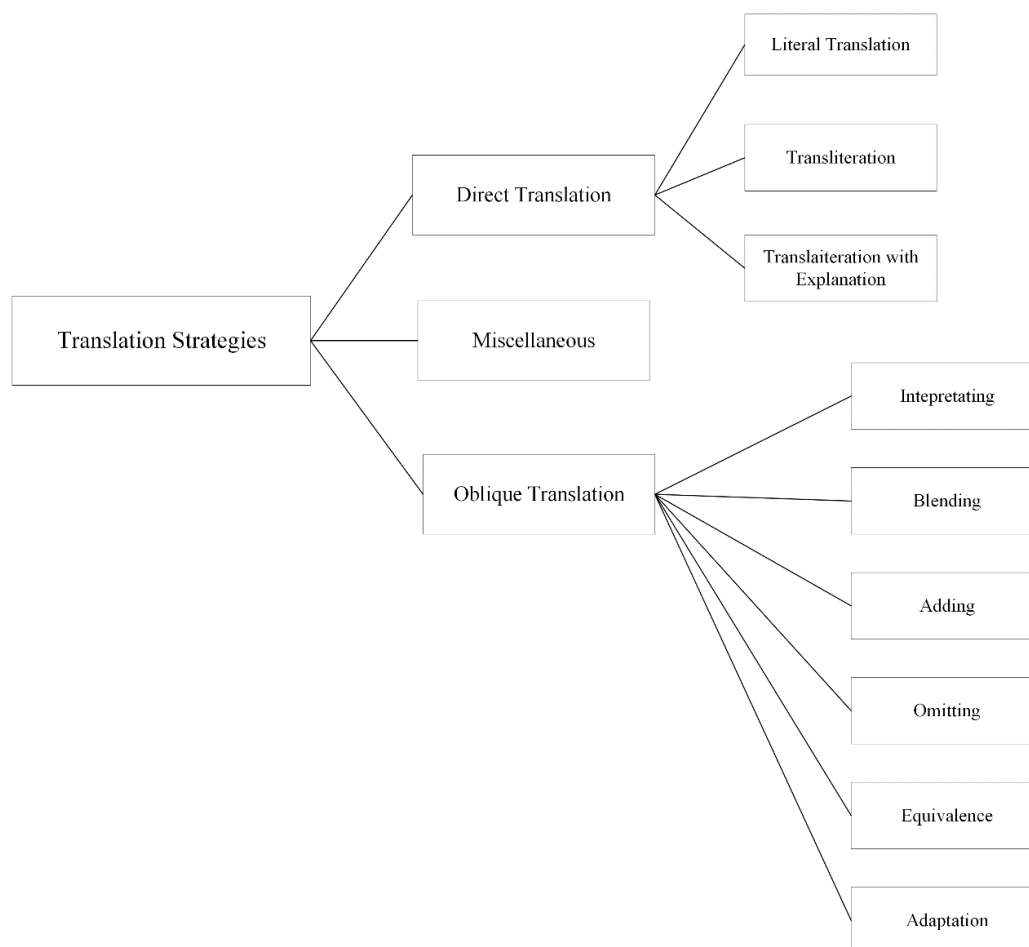 Literal Translation
Transliteration
Direct Translation
Translaiteration with
Explanation
Translation Strategies
Miscellaneous
Intepretating
Oblique Translation
Blending
Adding
Omitting
Equivalence
Adaptation